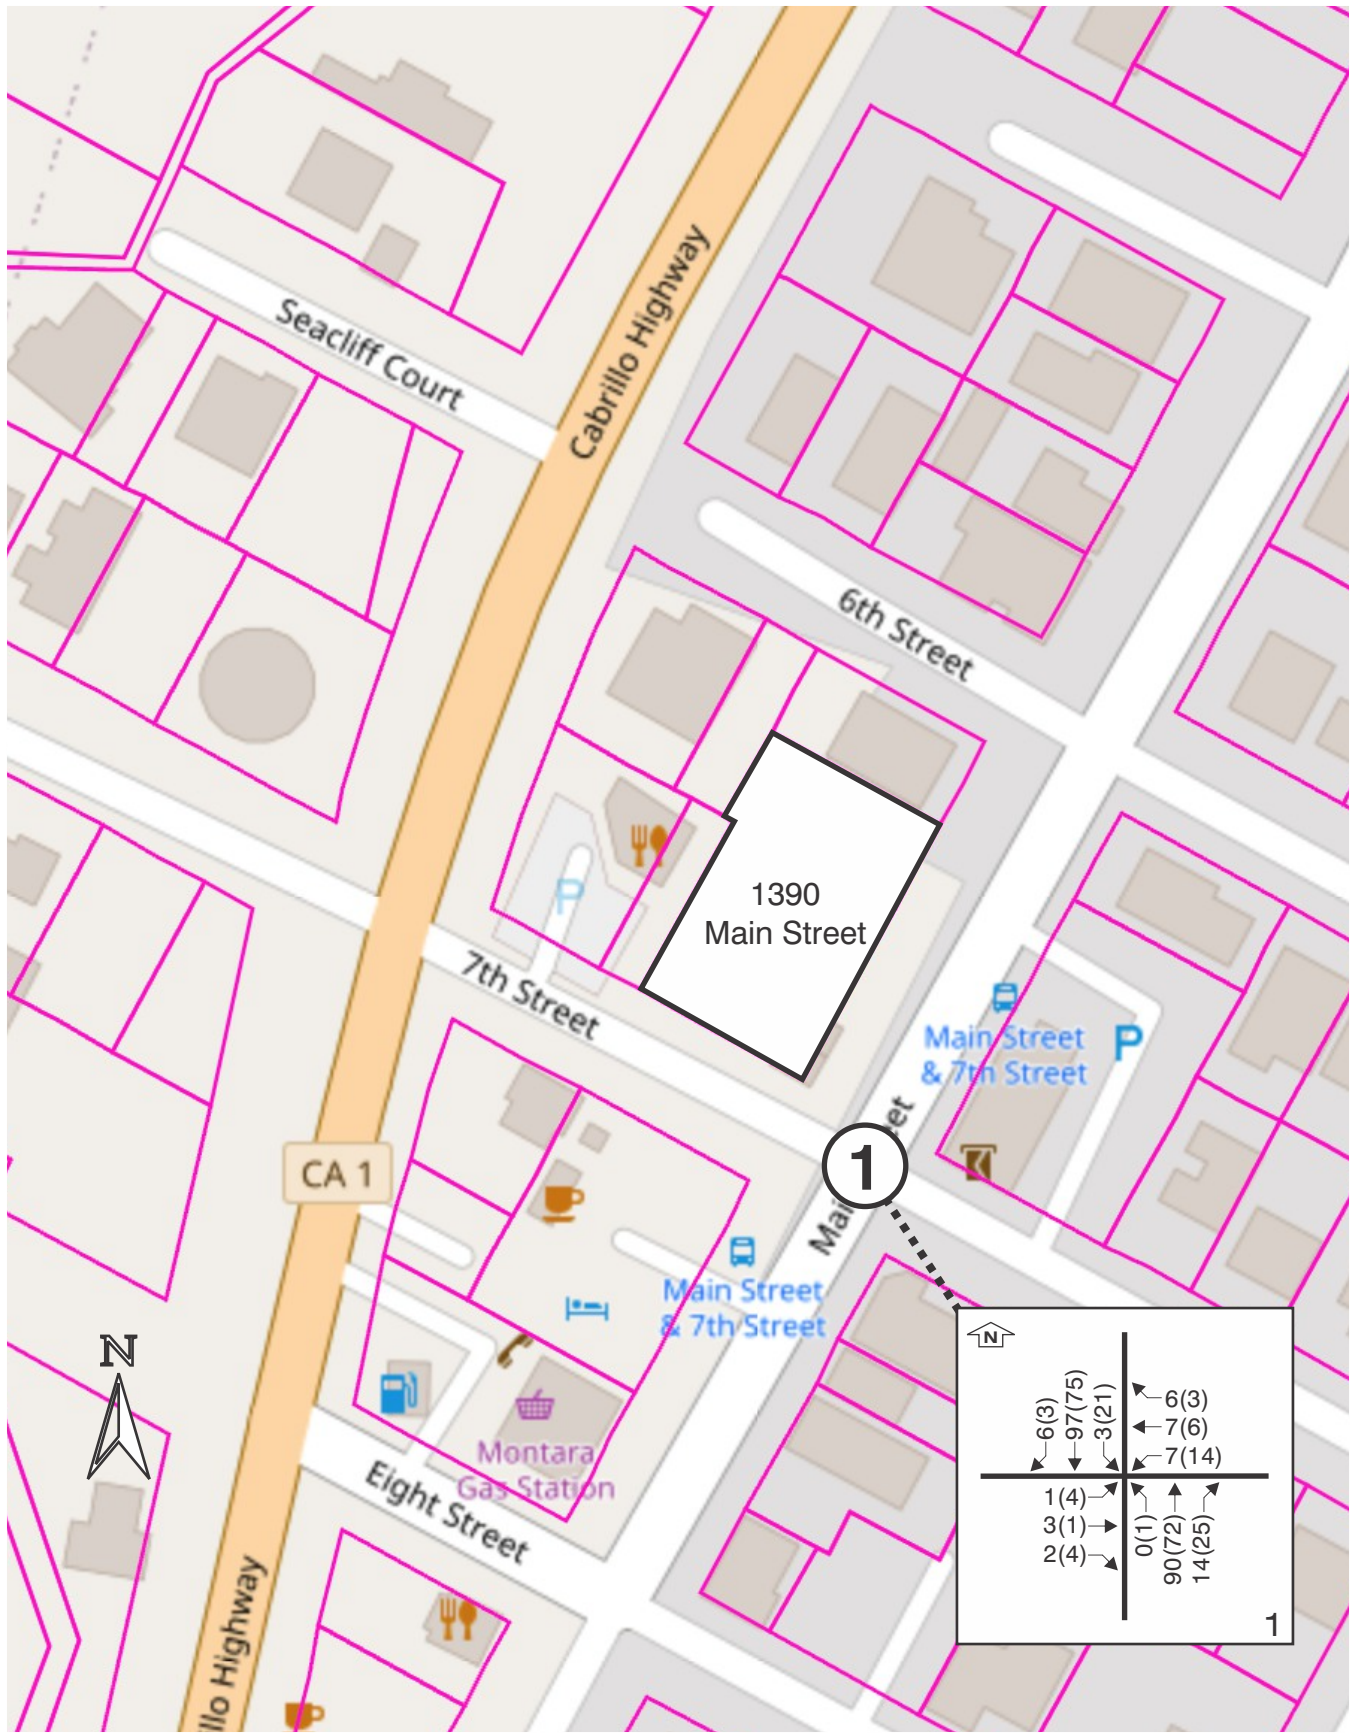 Seacliff Court
Cabrillo Highway
6th Street
1390
Main Street
P
7th Street
Main Street
& 7th Street
P
CA 1
1
Main Street
& 7th Street
N
Montara
Gas Station
Eight Street
N
6(3)
97(75)
3(21)
6(3)
7(6)
7(14)
1(4)
3(1)
2(4)
0(1)
90(72)
14(25)
1
llo Highway